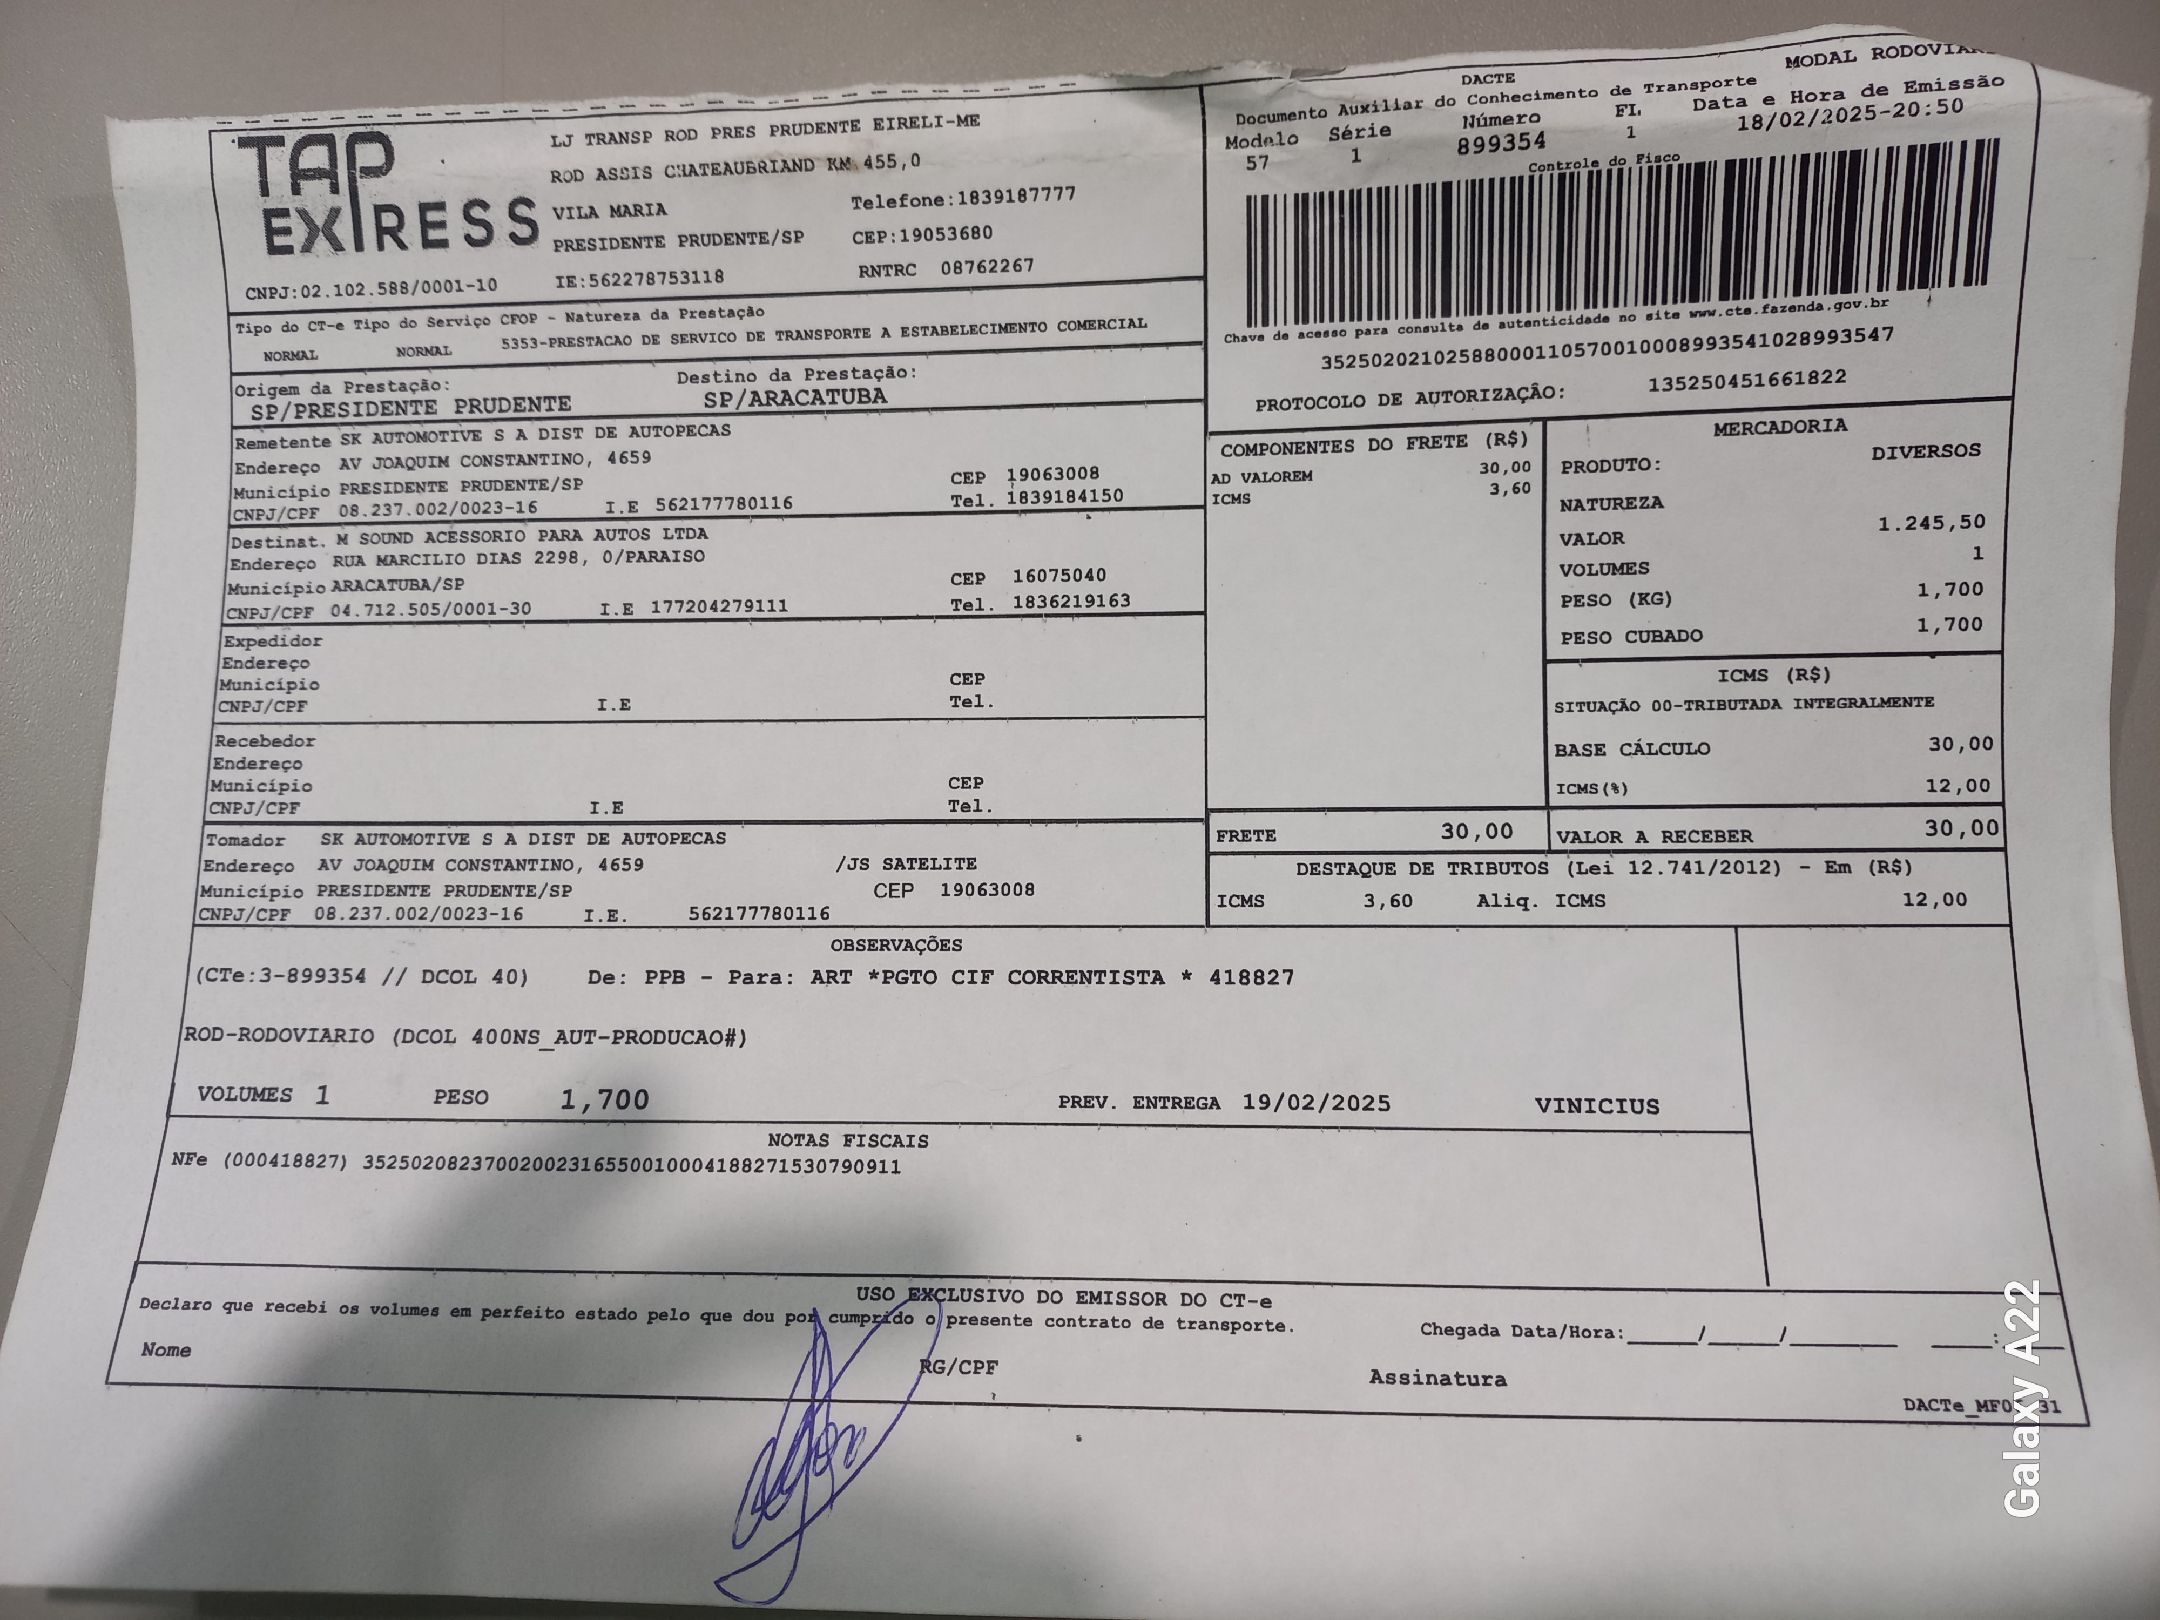 TAP EXPRESS
LJ TRANSP ROD PRES PRUDENTE EIRELI-ME
ROD ASSIS CHATEAUBRIAND KM 455,0
VILA MARIA Telefone:1839187777
PRESIDENTE PRUDENTE/SP CEP:19053680
CNPJ:02.102.588/0001-10 IE:562278753118 RNTRC 08762267
Tipo do CT-e Tipo do Serviço CFOP - Natureza da Prestação
NORMAL NORMAL 5353-PRESTACAO DE SERVICO DE TRANSPORTE A ESTABELECIMENTO COMERCIAL
Origem da Prestação: Destino da Prestação:
SP/PRESIDENTE PRUDENTE SP/ARACATUBA
Remetente SK AUTOMOTIVE S A DIST DE AUTOPECAS
Endereço AV JOAQUIM CONSTANTINO, 4659
Município PRESIDENTE PRUDENTE/SP CEP 19063008
CNPJ/CPF 08.237.002/0023-16 I.E 562177780116 Tel. 1839184150
Destinat. M SOUND ACESSORIO PARA AUTOS LTDA
Endereço RUA MARCILIO DIAS 2298, 0/PARAISO
Município ARACATUBA/SP CEP 16075040
CNPJ/CPF 04.712.505/0001-30 I.E 177204279111 Tel. 1836219163
Expedidor
Endereço
Município CEP
CNPJ/CPF I.E Tel.
Recebedor
Endereço
Município CEP
CNPJ/CPF I.E Tel.
Tomador SK AUTOMOTIVE S A DIST DE AUTOPECAS
Endereço AV JOAQUIM CONSTANTINO, 4659 /JS SATELITE
Município PRESIDENTE PRUDENTE/SP CEP 19063008
CNPJ/CPF 08.237.002/0023-16 I.E. 562177780116
DACTE MODAL RODOVIAR
Documento Auxiliar do Conhecimento de Transporte
Modelo Série Número FL Data e Hora de Emissão
57 1 899354 1 18/02/2025-20:50
Controle do Fisco
Chave de acesso para consulta de autenticidade no site www.cte.fazenda.gov.br
35250202102588000110570010008993541028993547
PROTOCOLO DE AUTORIZAÇÃO: 135250451661822
COMPONENTES DO FRETE (R$)
AD VALOREM 30,00
ICMS 3,60
MERCADORIA
PRODUTO: DIVERSOS
NATUREZA
VALOR 1.245,50
VOLUMES 1
PESO (KG) 1,700
PESO CUBADO 1,700
ICMS (R$)
SITUAÇÃO 00-TRIBUTADA INTEGRALMENTE
BASE CÁLCULO 30,00
ICMS(%) 12,00
FRETE 30,00 VALOR A RECEBER 30,00
DESTAQUE DE TRIBUTOS (Lei 12.741/2012) - Em (R$)
ICMS 3,60 Aliq. ICMS 12,00
OBSERVAÇÕES
(CTe:3-899354 // DCOL 40) De: PPB - Para: ART *PGTO CIF CORRENTISTA * 418827
ROD-RODOVIARIO (DCOL 400NS_AUT-PRODUCAO#)
VOLUMES 1 PESO 1,700 PREV. ENTREGA 19/02/2025 VINICIUS
NOTAS FISCAIS
NFe (000418827) 35250208237002002316550010004188271530790911
USO EXCLUSIVO DO EMISSOR DO CT-e
Declaro que recebi os volumes em perfeito estado pelo que dou por cumprido o presente contrato de transporte. Chegada Data/Hora:____/____/______ ____:____
Nome RG/CPF Assinatura
Galaxy A22